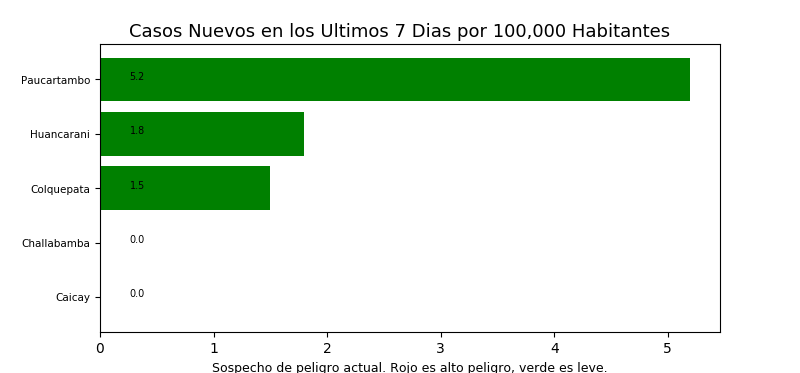 Casos Nuevos en los Ultimos 7 Dias por 100,000 Habitantes
Paucartambo 5.2
Huancarani 1.8
Colquepata 1.5
Challabamba 0.0
Caicay 0.0
0 1 2 3 4 5
Sospecho de peligro actual. Rojo es alto peligro, verde es leve.